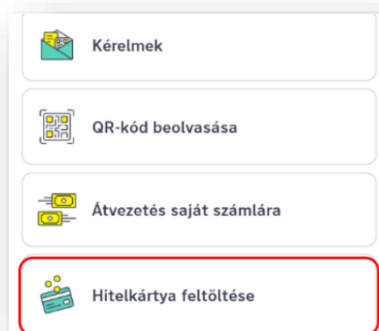 Kérelmek
QR-kód beolvasása
Átvezetés saját számlára
Hitelkártya feltöltése